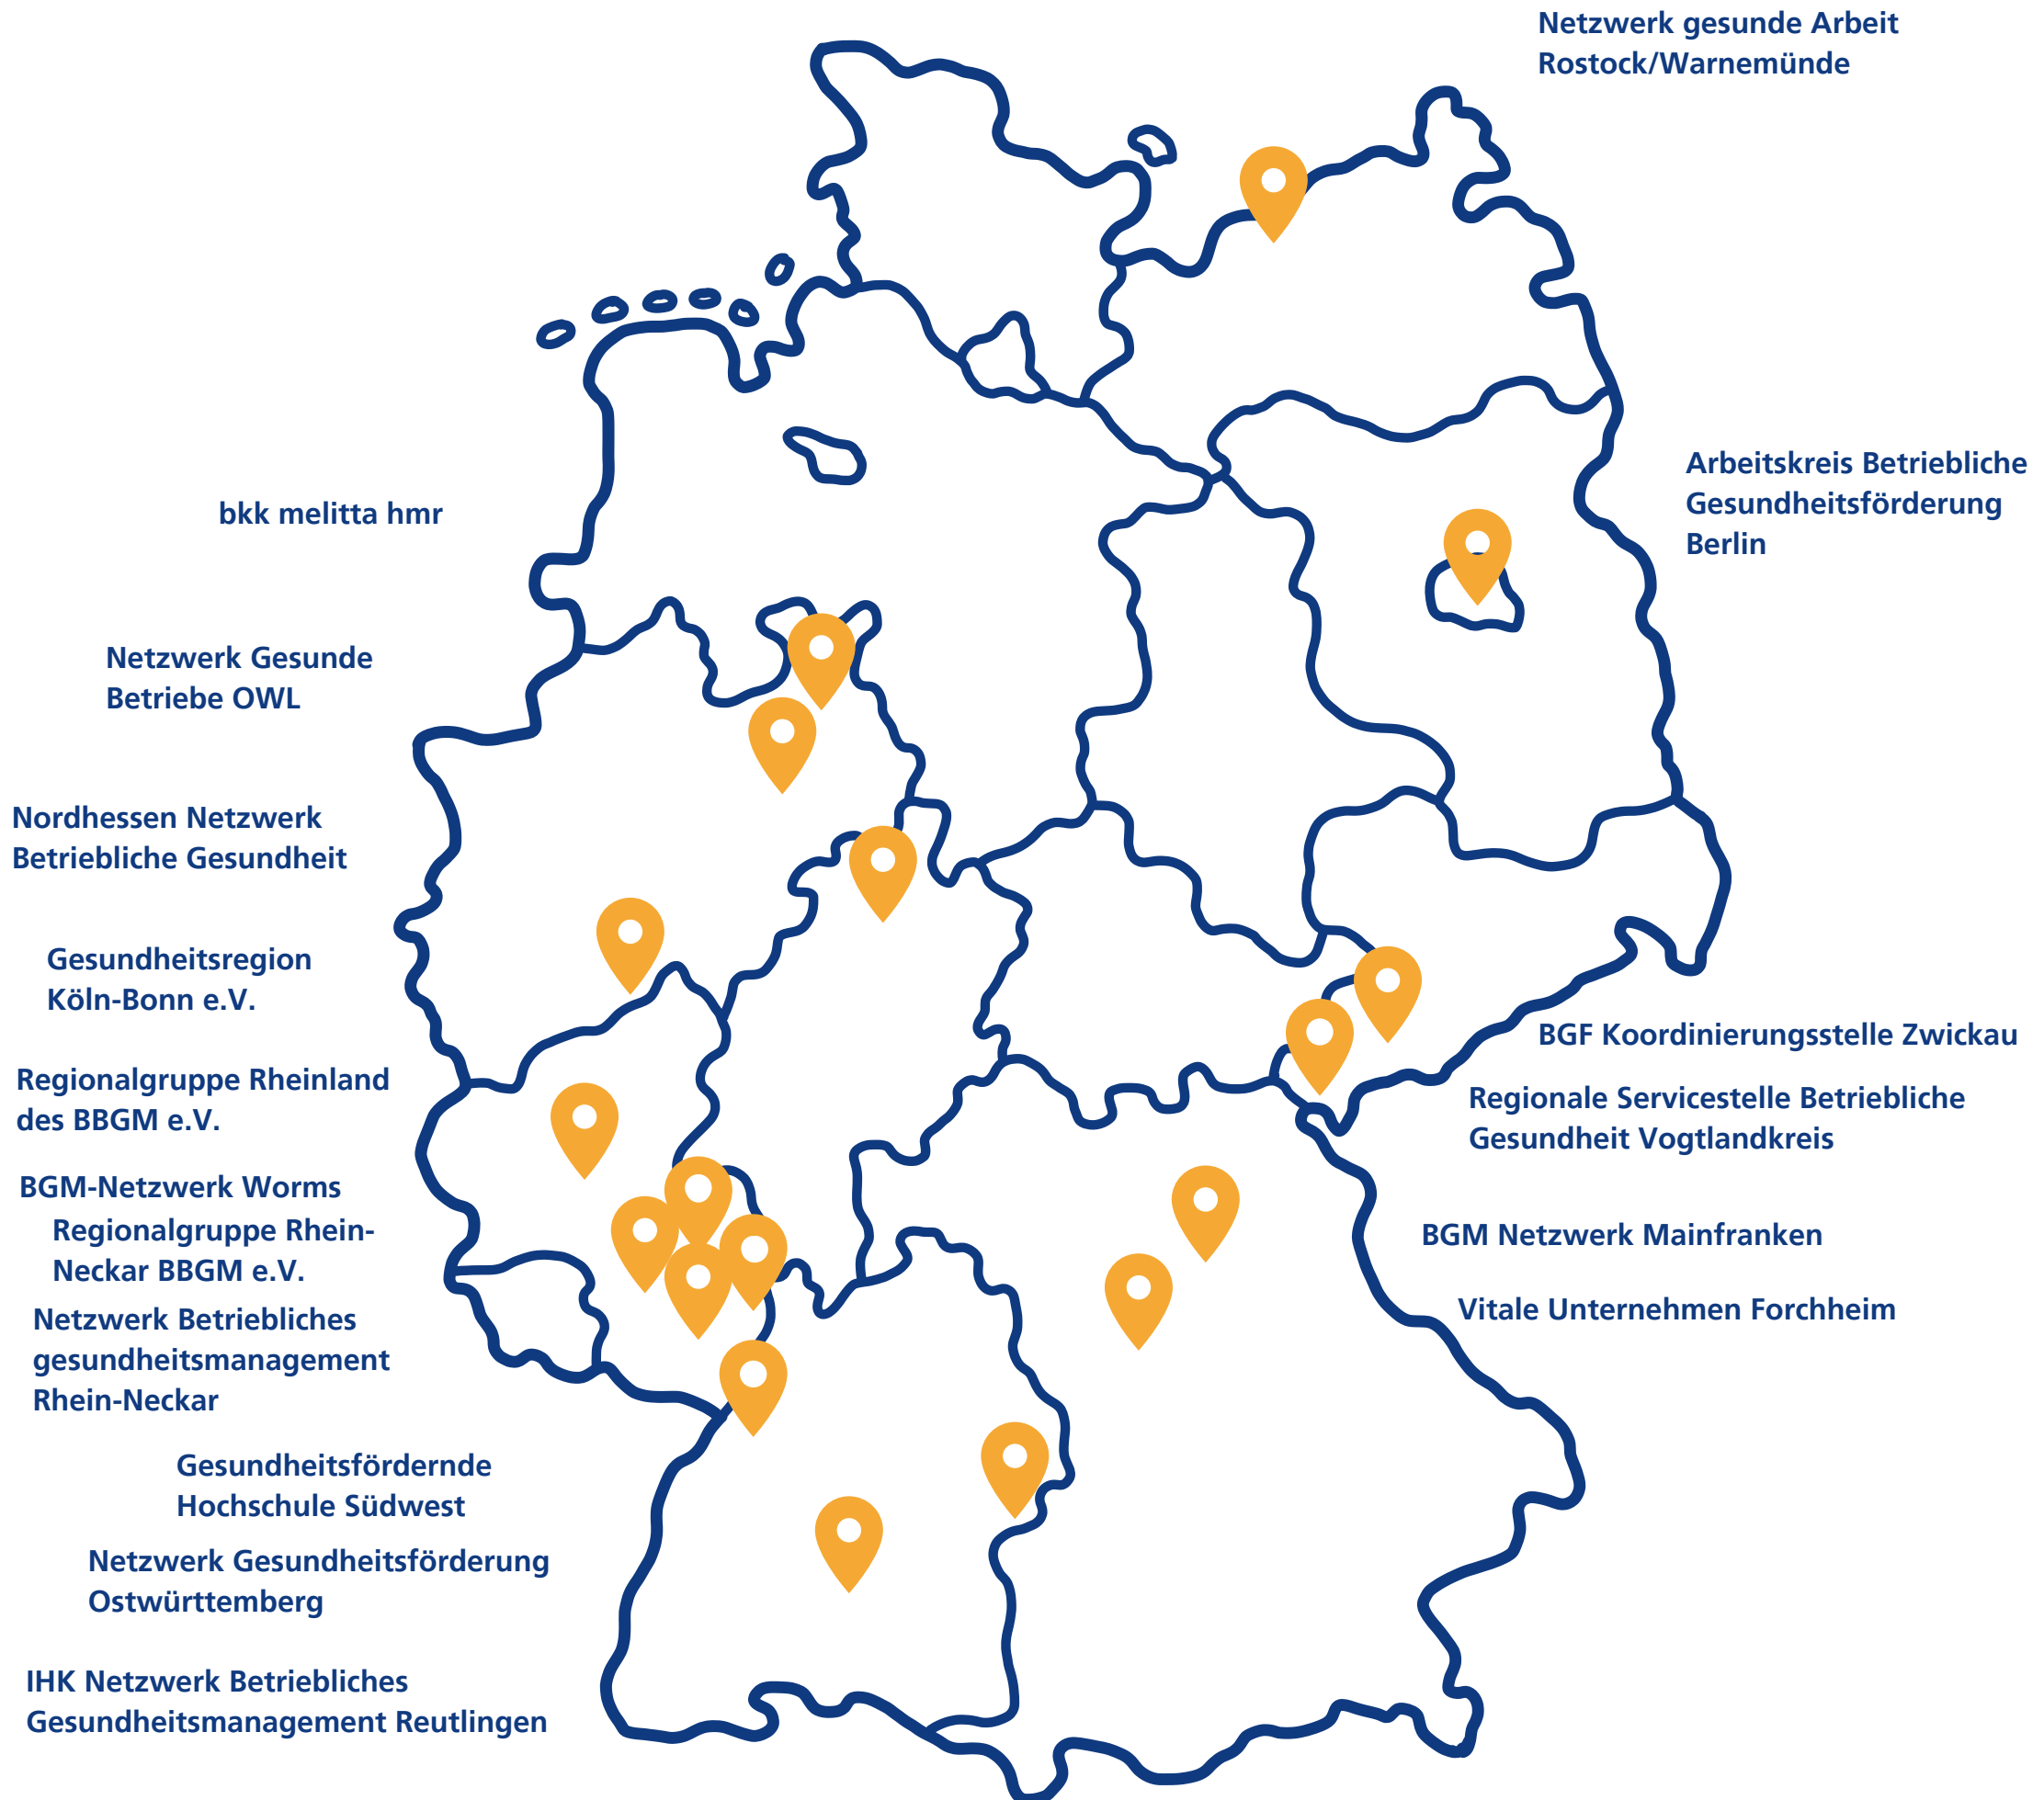 Netzwerk gesunde Arbeit
Rostock/Warnemünde
Arbeitskreis Betriebliche
Gesundheitsförderung
Berlin
bkk melitta hmr
Netzwerk Gesunde
Betriebe OWL
Nordhessen Netzwerk
Betriebliche Gesundheit
Gesundheitsregion
Köln-Bonn e.V.
Regionalgruppe Rheinland
des BBGM e.V.
BGM-Netzwerk Worms
Regionalgruppe Rhein-
Neckar BBGM e.V.
Netzwerk Betriebliches
gesundheitsmanagement
Rhein-Neckar
Gesundheitsfördernde
Hochschule Südwest
Netzwerk Gesundheitsförderung
Ostwürttemberg
IHK Netzwerk Betriebliches
Gesundheitsmanagement Reutlingen
BGF Koordinierungsstelle Zwickau
Regionale Servicestelle Betriebliche
Gesundheit Vogtlandkreis
BGM Netzwerk Mainfranken
Vitale Unternehmen Forchheim